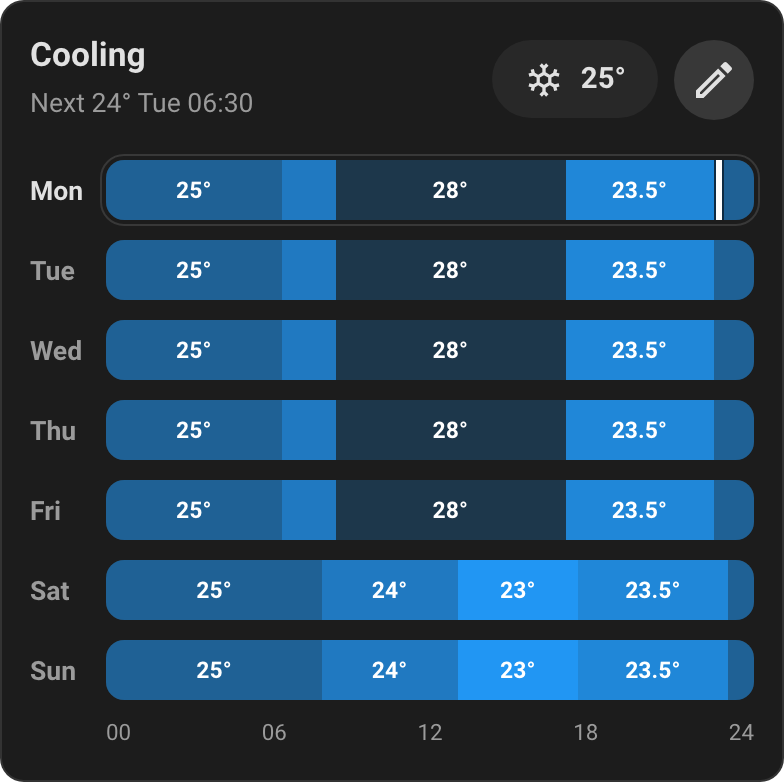 Cooling
25°
Next 24° Tue 06:30
Mon 25° 28° 23.5°
Tue 25° 28° 23.5°
Wed 25° 28° 23.5°
Thu 25° 28° 23.5°
Fri 25° 28° 23.5°
Sat 25° 24° 23° 23.5°
Sun 25° 24° 23° 23.5°
00 06 12 18 24